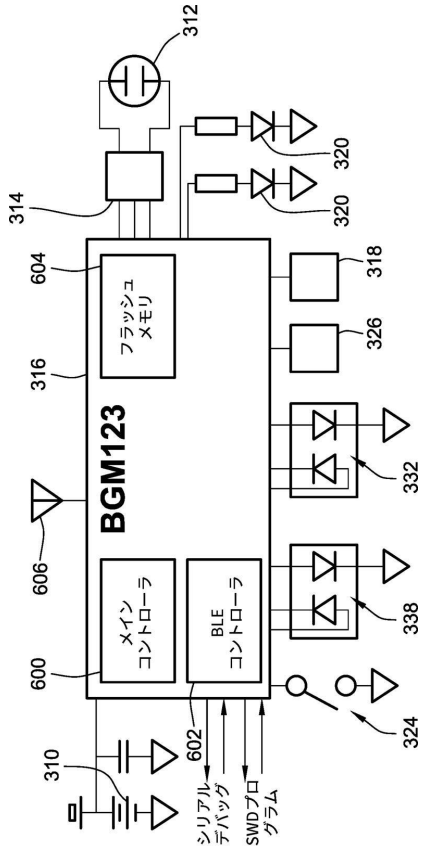 312
314
320
320
604
316
フラッシュ
メモリ
318
326
BGM123
606
332
600
メイン
コントローラ
BLE
コントローラ
602
338
310
シリアル
デバッグ
SWDプロ
グラム
324